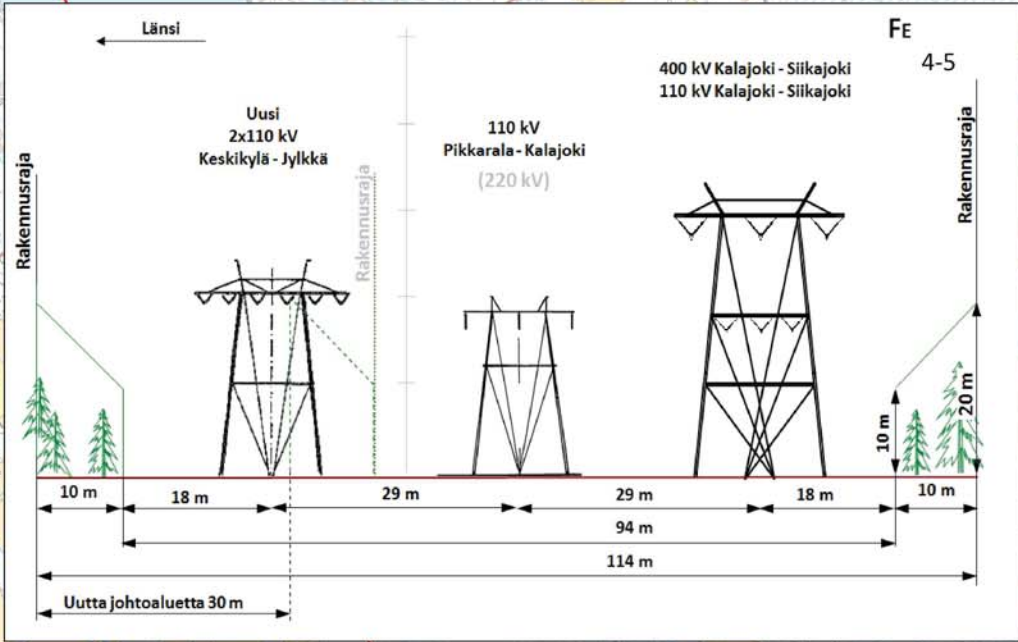 Länsi
FE
4-5
400 kV Kalajoki - Siikajoki
110 kV Kalajoki - Siikajoki
Uusi
2x110 kV
Keskikylä - Jylkkä
110 kV
Pikkarala - Kalajoki
(220 kV)
Rakennusraja
Rakennusraja
Rakennusraja
10 m
20 m
10 m
18 m
29 m
29 m
18 m
10 m
94 m
114 m
Uutta johtoaluetta 30 m